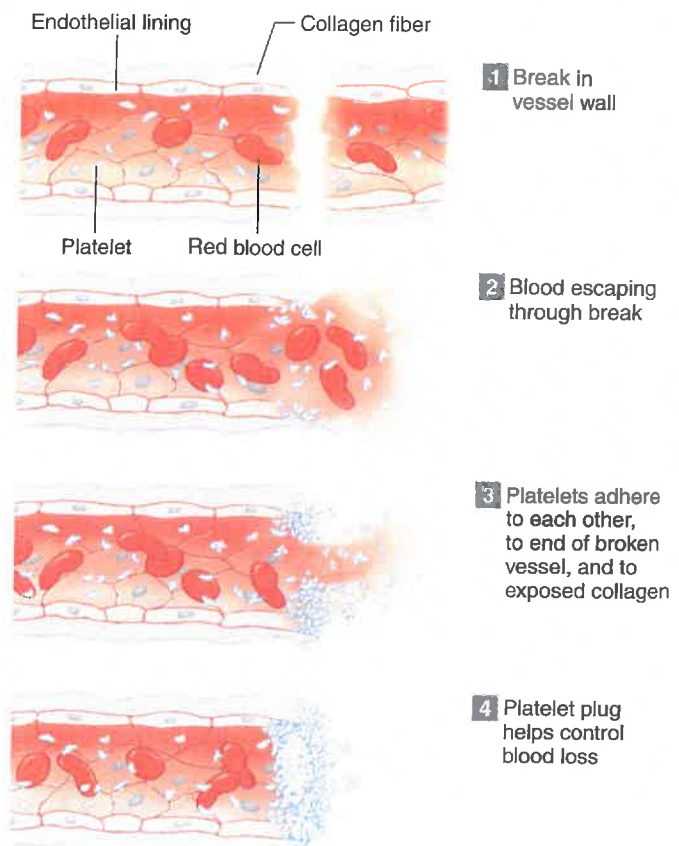 Endothelial lining
Collagen fiber
1 Break in
vessel wall
Platelet
Red blood cell
2 Blood escaping
through break
3 Platelets adhere
to each other,
to end of broken
vessel, and to
exposed collagen
4 Platelet plug
helps control
blood loss